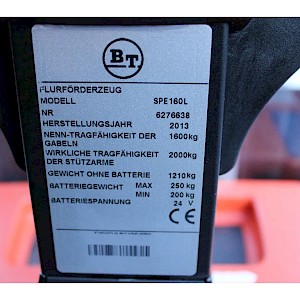 BT
FLURFÖRDERZEUG
MODELL SPE160L
NR 6276638
HERSTELLUNGSJAHR 2013
NENN-TRAGFÄHIGKEIT DER GABELN 1600kg
WIRKLICHE TRAGFÄHIGKEIT DER STÜTZARME 2000kg
GEWICHT OHNE BATTERIE 1210kg
BATTERIEGEWICHT MAX 250 kg
MIN 200 kg
BATTERIESPANNUNG 24 V
CE